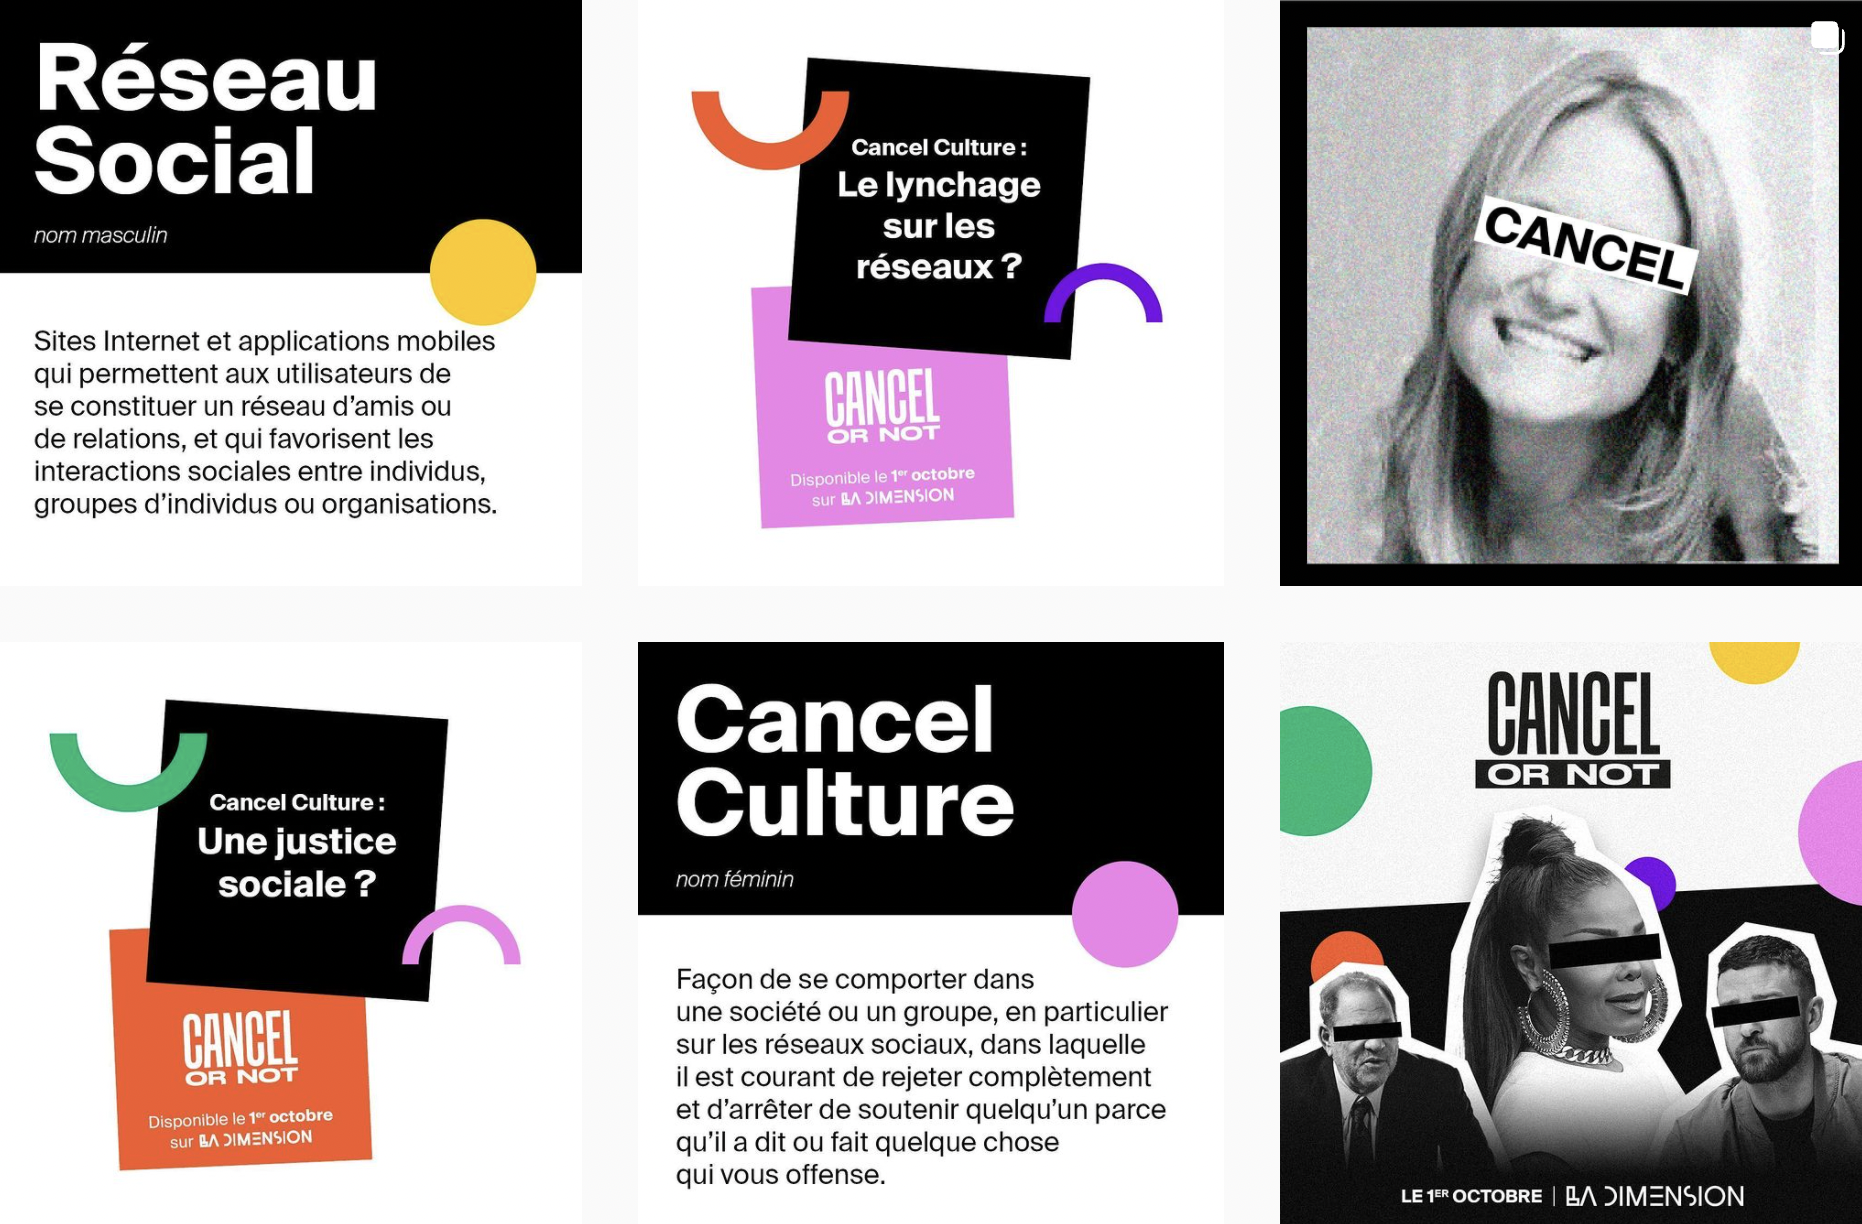 Réseau
Social
nom masculin
Sites Internet et applications mobiles
qui permettent aux utilisateurs de
se constituer un réseau d’amis ou
de relations, et qui favorisent les
interactions sociales entre individus,
groupes d’individus ou organisations.
Cancel Culture :
Le lynchage
sur les
réseaux ?
CANCEL
OR NOT
Disponible le 1er octobre
sur LA DIMENSION
CANCEL
Cancel Culture :
Une justice
sociale ?
CANCEL
OR NOT
Disponible le 1er octobre
sur LA DIMENSION
Cancel
Culture
nom féminin
Façon de se comporter dans
une société ou un groupe, en particulier
sur les réseaux sociaux, dans laquelle
il est courant de rejeter complètement
et d’arrêter de soutenir quelqu’un parce
qu’il a dit ou fait quelque chose
qui vous offense.
CANCEL
OR NOT
LE 1ER OCTOBRE | LA DIMENSION